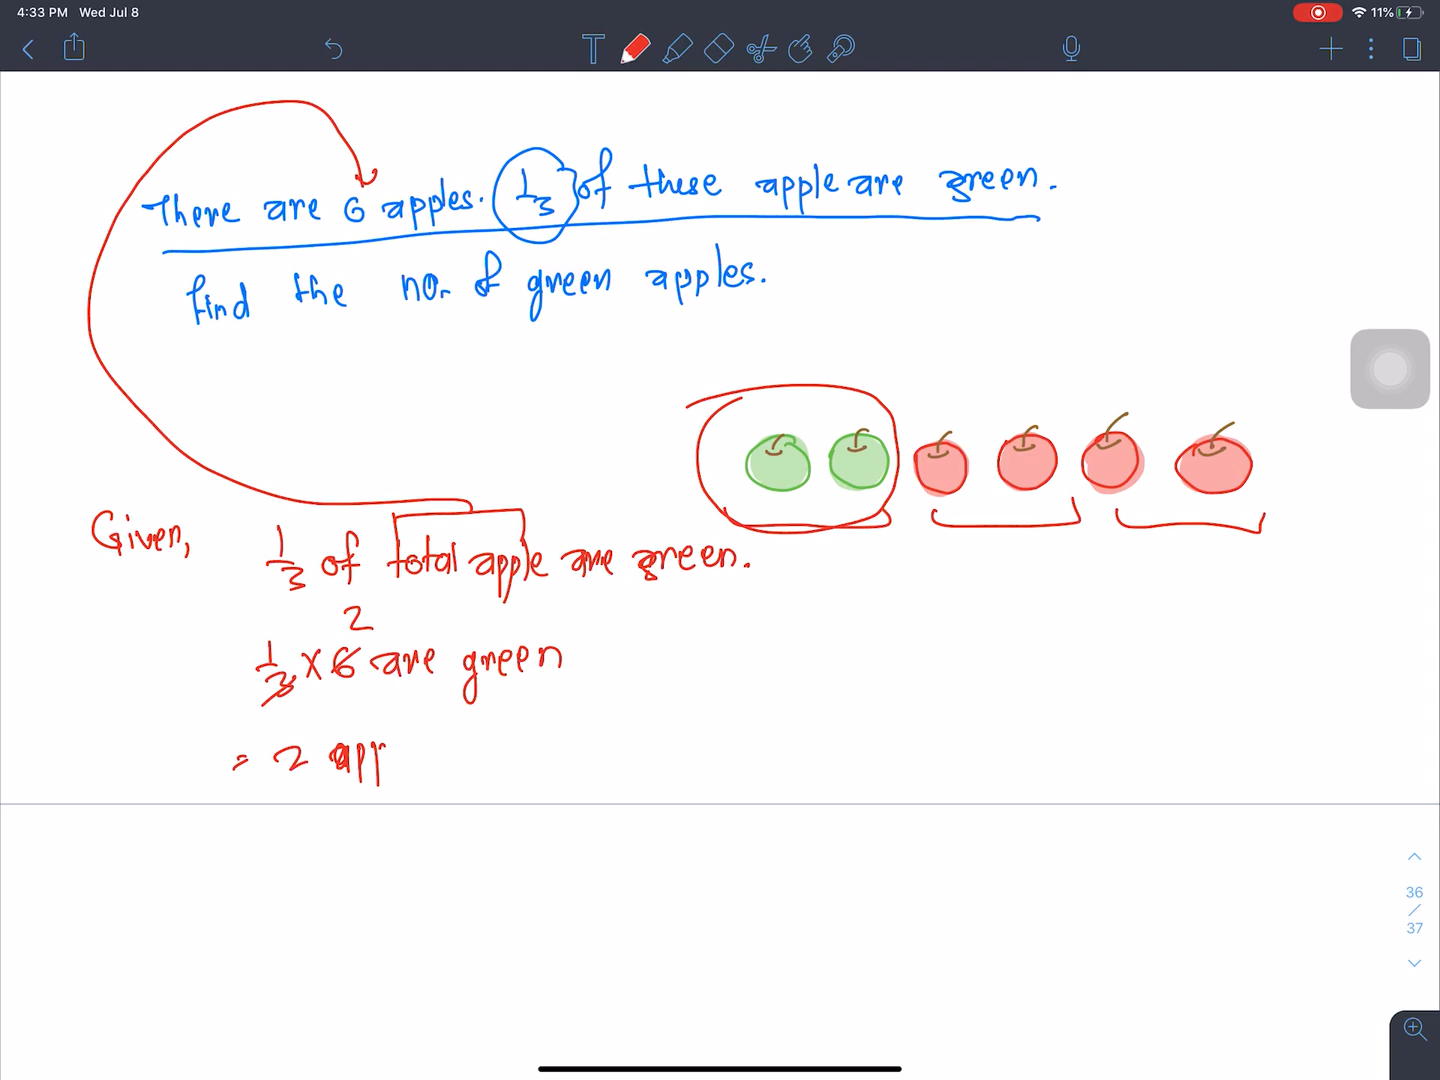 4:33 PM Wed Jul 8
11%
There are 6 apples. 1/3 of these apple are green.
find the no. of green apples.
Given,
1/3 of total apple are green.
2
1/3 × 6 are green
= 2 app
36
/
37